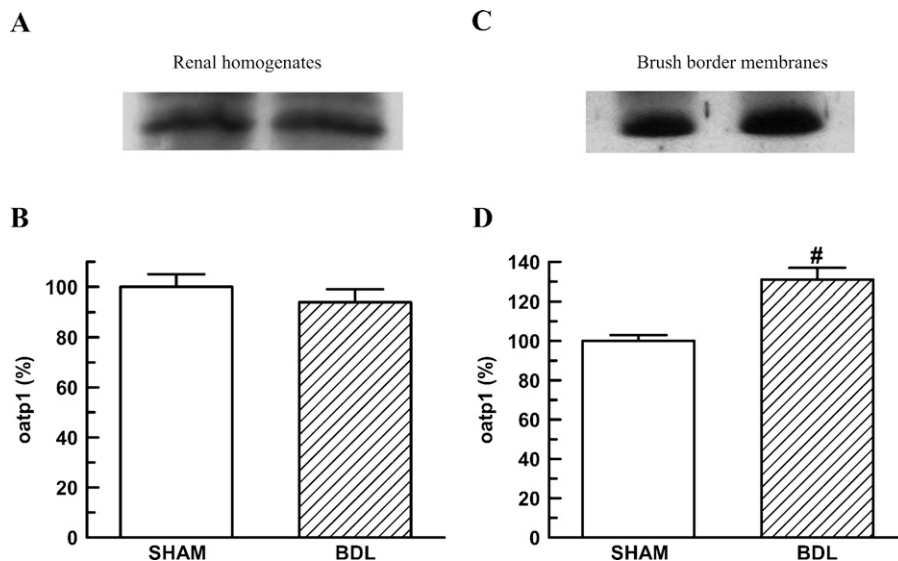 A
Renal homogenates
B
100
80
60
40
20
0
oatp1 (%)
SHAM BDL
C
Brush border membranes
D
#
140
120
100
80
60
40
20
0
oatp1 (%)
SHAM BDL